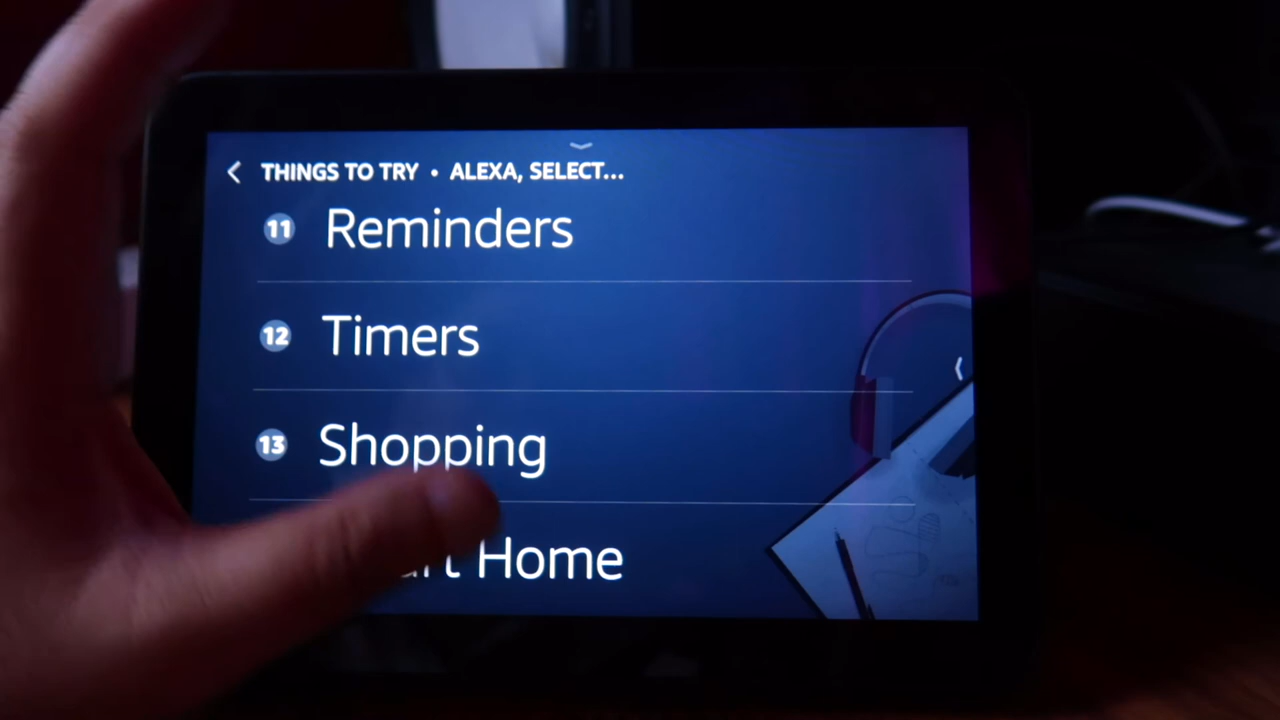 THINGS TO TRY • ALEXA, SELECT...
11 Reminders
12 Timers
13 Shopping
Home